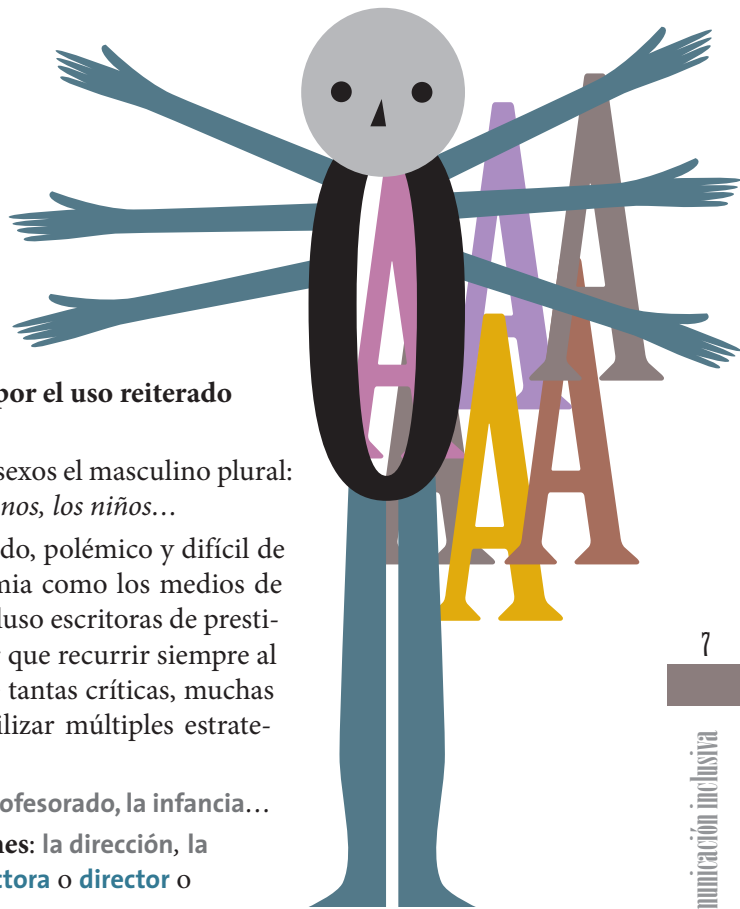 por el uso reiterado
sexos el masculino plural:
nos, los niños…
do, polémico y difícil de
mia como los medios de
luso escritoras de presti-
r que recurrir siempre al
tantas críticas, muchas
ilizar múltiples estrate-
ofesorado, la infancia…
nes: la dirección, la
ctora o director o
7
municación inclusiva
O
A
A
A
A
A
A